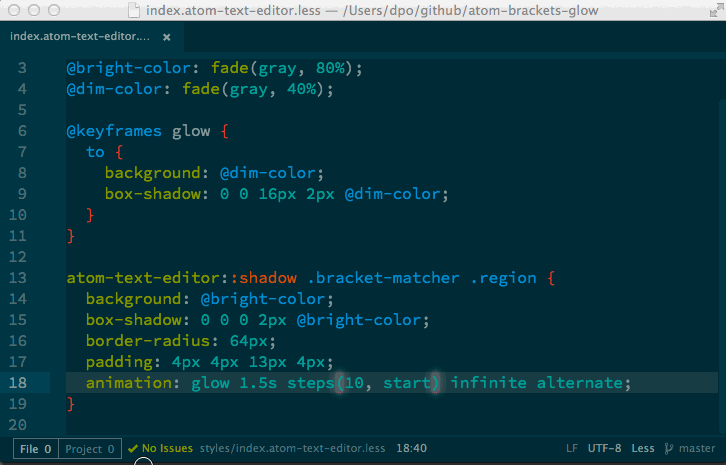 index.atom-text-editor.less — /Users/dpo/github/atom-brackets-glow
index.atom-text-editor.... ×
3 @bright-color: fade(gray, 80%);
4 @dim-color: fade(gray, 40%);
5
6 @keyframes glow {
7   to {
8     background: @dim-color;
9     box-shadow: 0 0 16px 2px @dim-color;
10   }
11 }
12
13 atom-text-editor::shadow .bracket-matcher .region {
14   background: @bright-color;
15   box-shadow: 0 0 0 2px @bright-color;
16   border-radius: 64px;
17   padding: 4px 4px 13px 4px;
18   animation: glow 1.5s steps(10, start) infinite alternate;
19 }
20
File 0 Project 0 ✔ No Issues styles/index.atom-text-editor.less 18:40 LF UTF-8 Less master